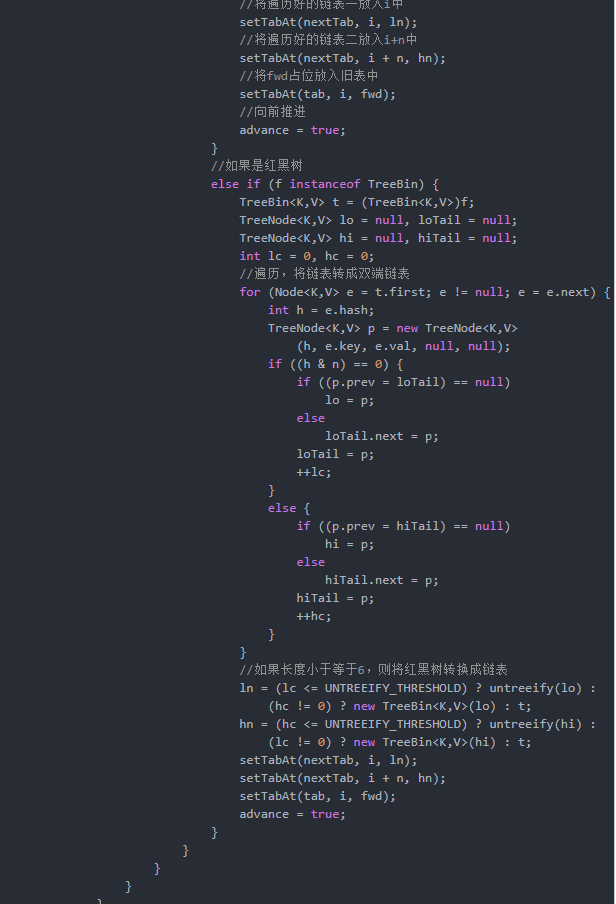 //将遍历好的链表一放入i中
setTabAt(nextTab, i, ln);
//将遍历好的链表二放入i+n中
setTabAt(nextTab, i + n, hn);
//将fwd占位放入旧表中
setTabAt(tab, i, fwd);
//向前推进
advance = true;
}
//如果是红黑树
else if (f instanceof TreeBin) {
TreeBin<K,V> t = (TreeBin<K,V>)f;
TreeNode<K,V> lo = null, loTail = null;
TreeNode<K,V> hi = null, hiTail = null;
int lc = 0, hc = 0;
//遍历，将链表转成双端链表
for (Node<K,V> e = t.first; e != null; e = e.next) {
int h = e.hash;
TreeNode<K,V> p = new TreeNode<K,V>
(h, e.key, e.val, null, null);
if ((h & n) == 0) {
if ((p.prev = loTail) == null)
lo = p;
else
loTail.next = p;
loTail = p;
++lc;
}
else {
if ((p.prev = hiTail) == null)
hi = p;
else
hiTail.next = p;
hiTail = p;
++hc;
}
}
//如果长度小于等于6，则将红黑树转换成链表
ln = (lc <= UNTREEIFY_THRESHOLD) ? untreeify(lo) :
(hc != 0) ? new TreeBin<K,V>(lo) : t;
hn = (hc <= UNTREEIFY_THRESHOLD) ? untreeify(hi) :
(lc != 0) ? new TreeBin<K,V>(hi) : t;
setTabAt(nextTab, i, ln);
setTabAt(nextTab, i + n, hn);
setTabAt(tab, i, fwd);
advance = true;
}
}
}
}
}